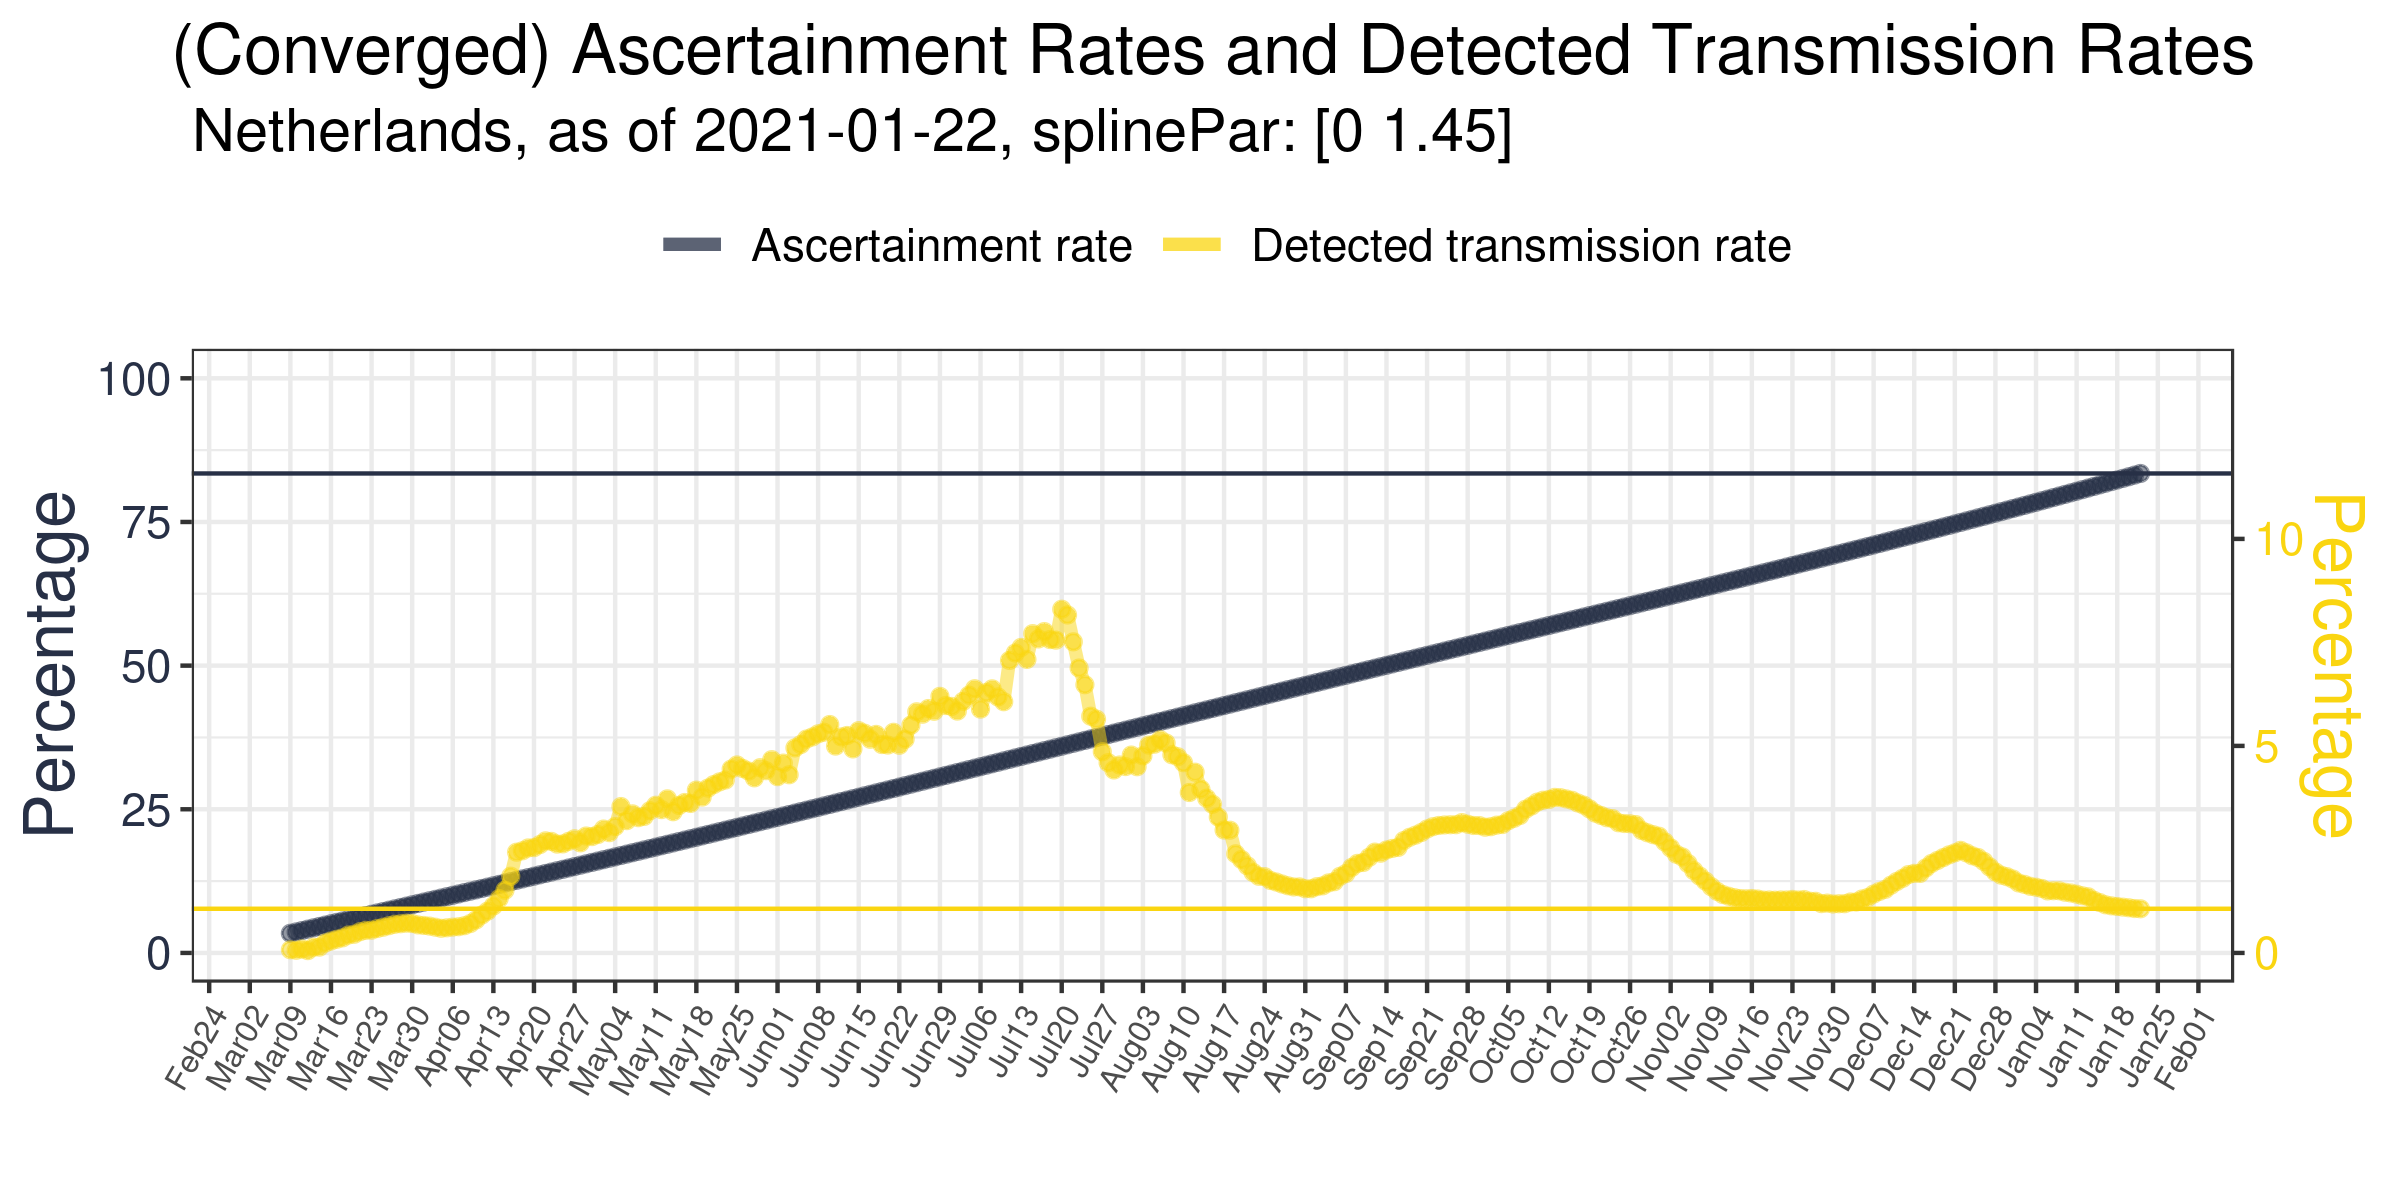 (Converged) Ascertainment Rates and Detected Transmission Rates
Netherlands, as of 2021-01-22, splinePar: [0 1.45]
Ascertainment rate
Detected transmission rate
Percentage
100
75
50
25
0
10
5
0
Percentage
Feb24
Mar02
Mar09
Mar16
Mar23
Mar30
Apr06
Apr13
Apr20
Apr27
May04
May11
May18
May25
Jun01
Jun08
Jun15
Jun22
Jun29
Jul06
Jul13
Jul20
Jul27
Aug03
Aug10
Aug17
Aug24
Aug31
Sep07
Sep14
Sep21
Sep28
Oct05
Oct12
Oct19
Oct26
Nov02
Nov09
Nov16
Nov23
Nov30
Dec07
Dec14
Dec21
Dec28
Jan04
Jan11
Jan18
Jan25
Feb01